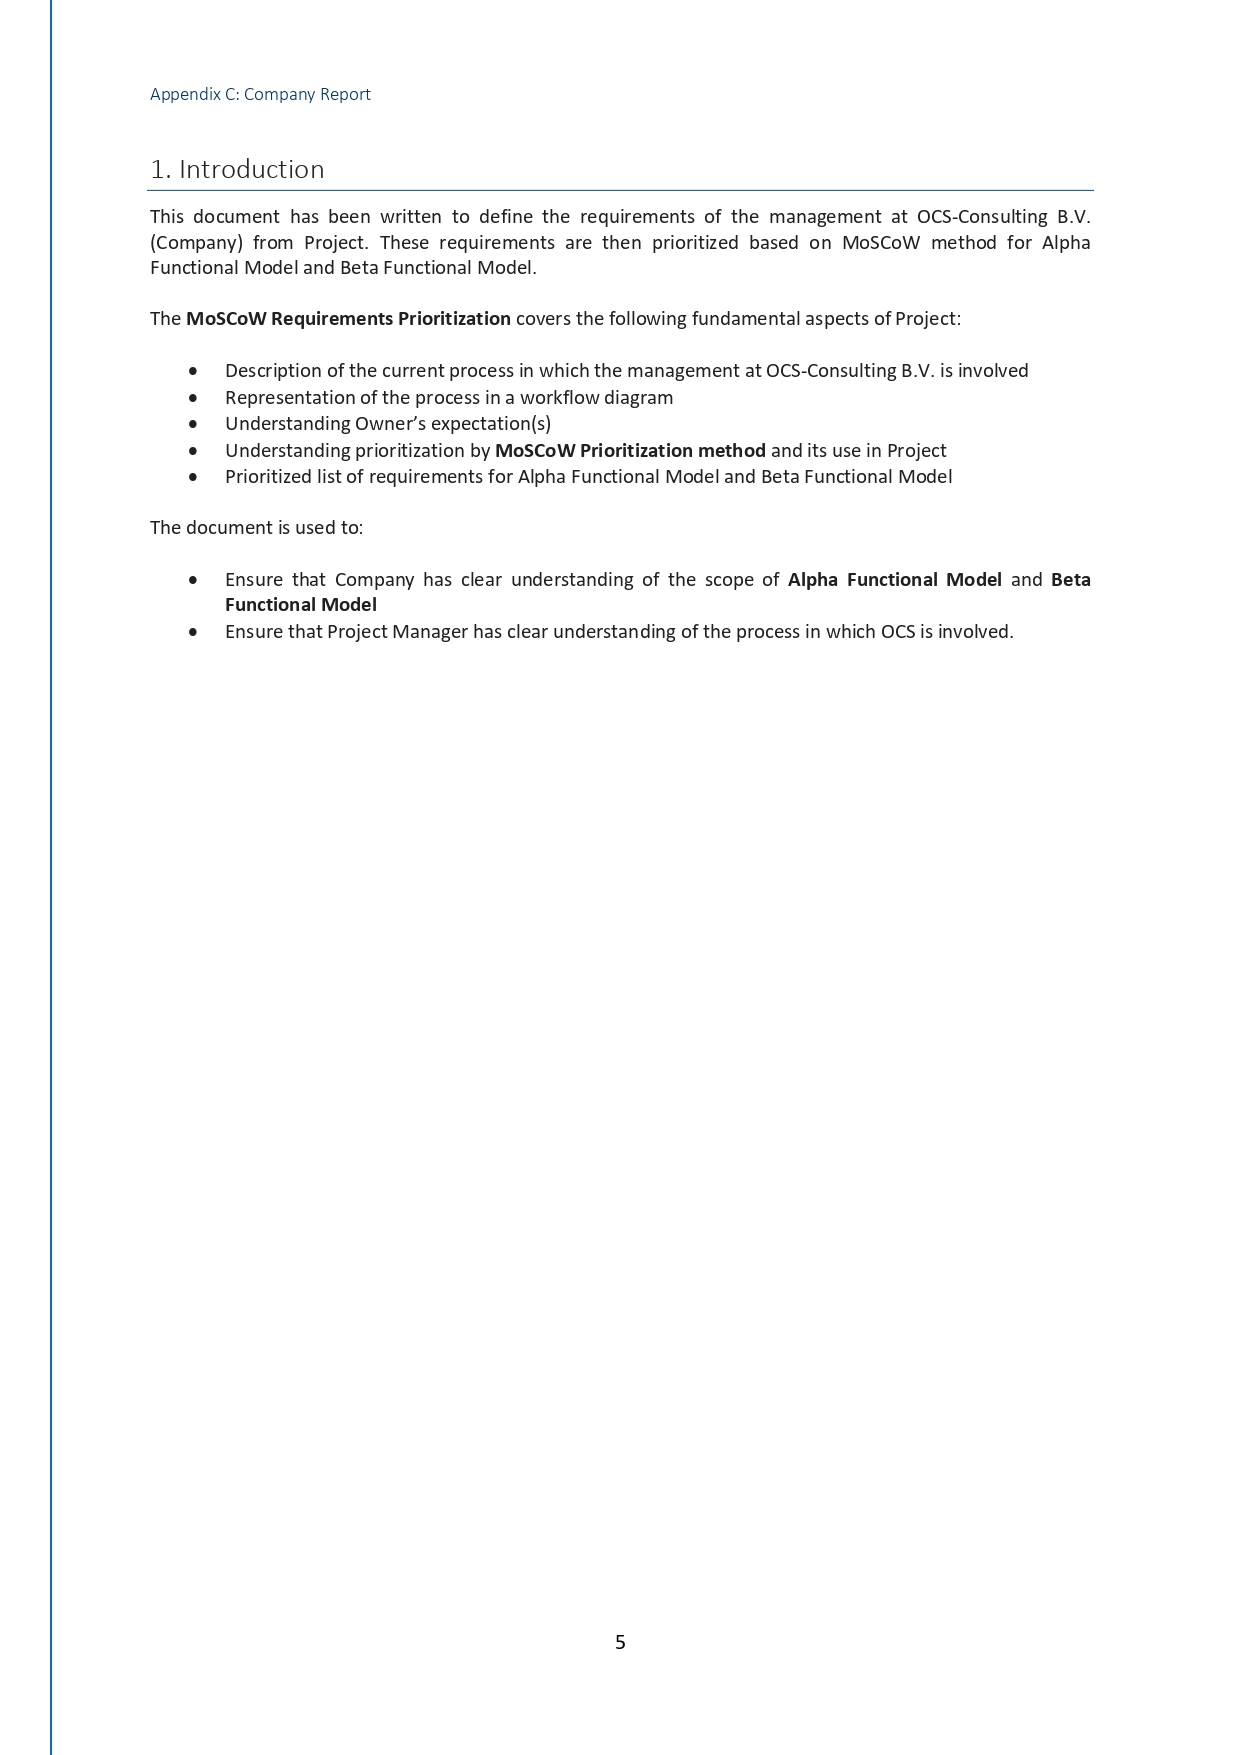 Appendix C: Company Report
1. Introduction
This document has been written to define the requirements of the management at OCS-Consulting B.V.
(Company) from Project. These requirements are then prioritized based on MoSCoW method for Alpha
Functional Model and Beta Functional Model.
The MoSCoW Requirements Prioritization covers the following fundamental aspects of Project:
• Description of the current process in which the management at OCS-Consulting B.V. is involved
• Representation of the process in a workflow diagram
• Understanding Owner’s expectation(s)
• Understanding prioritization by MoSCoW Prioritization method and its use in Project
• Prioritized list of requirements for Alpha Functional Model and Beta Functional Model
The document is used to:
• Ensure that Company has clear understanding of the scope of Alpha Functional Model and Beta
Functional Model
• Ensure that Project Manager has clear understanding of the process in which OCS is involved.
5